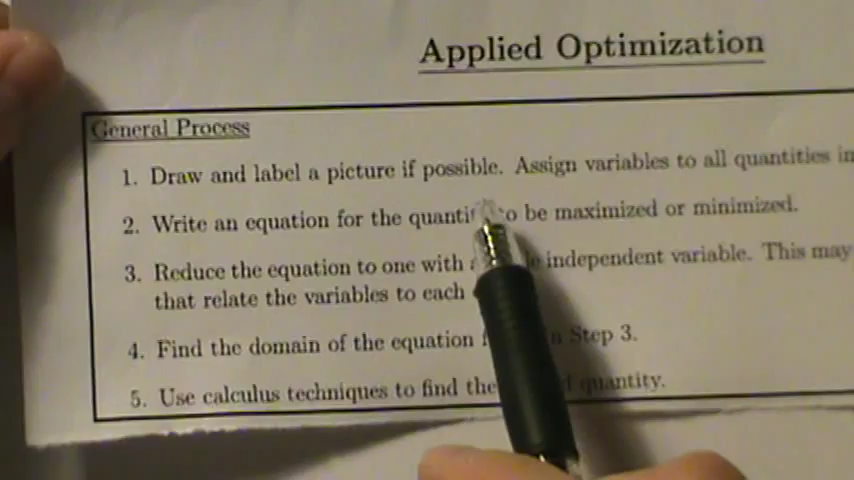 Applied Optimization
General Process
1. Draw and label a picture if possible. Assign variables to all quantities in
2. Write an equation for the to be maximized or minimized.
3. Reduce the equation to one with independent variable. This may
that relate the variables to each
4. Find the domain of the equation Step 3.
5. Use calculus techniques to find the quantity.